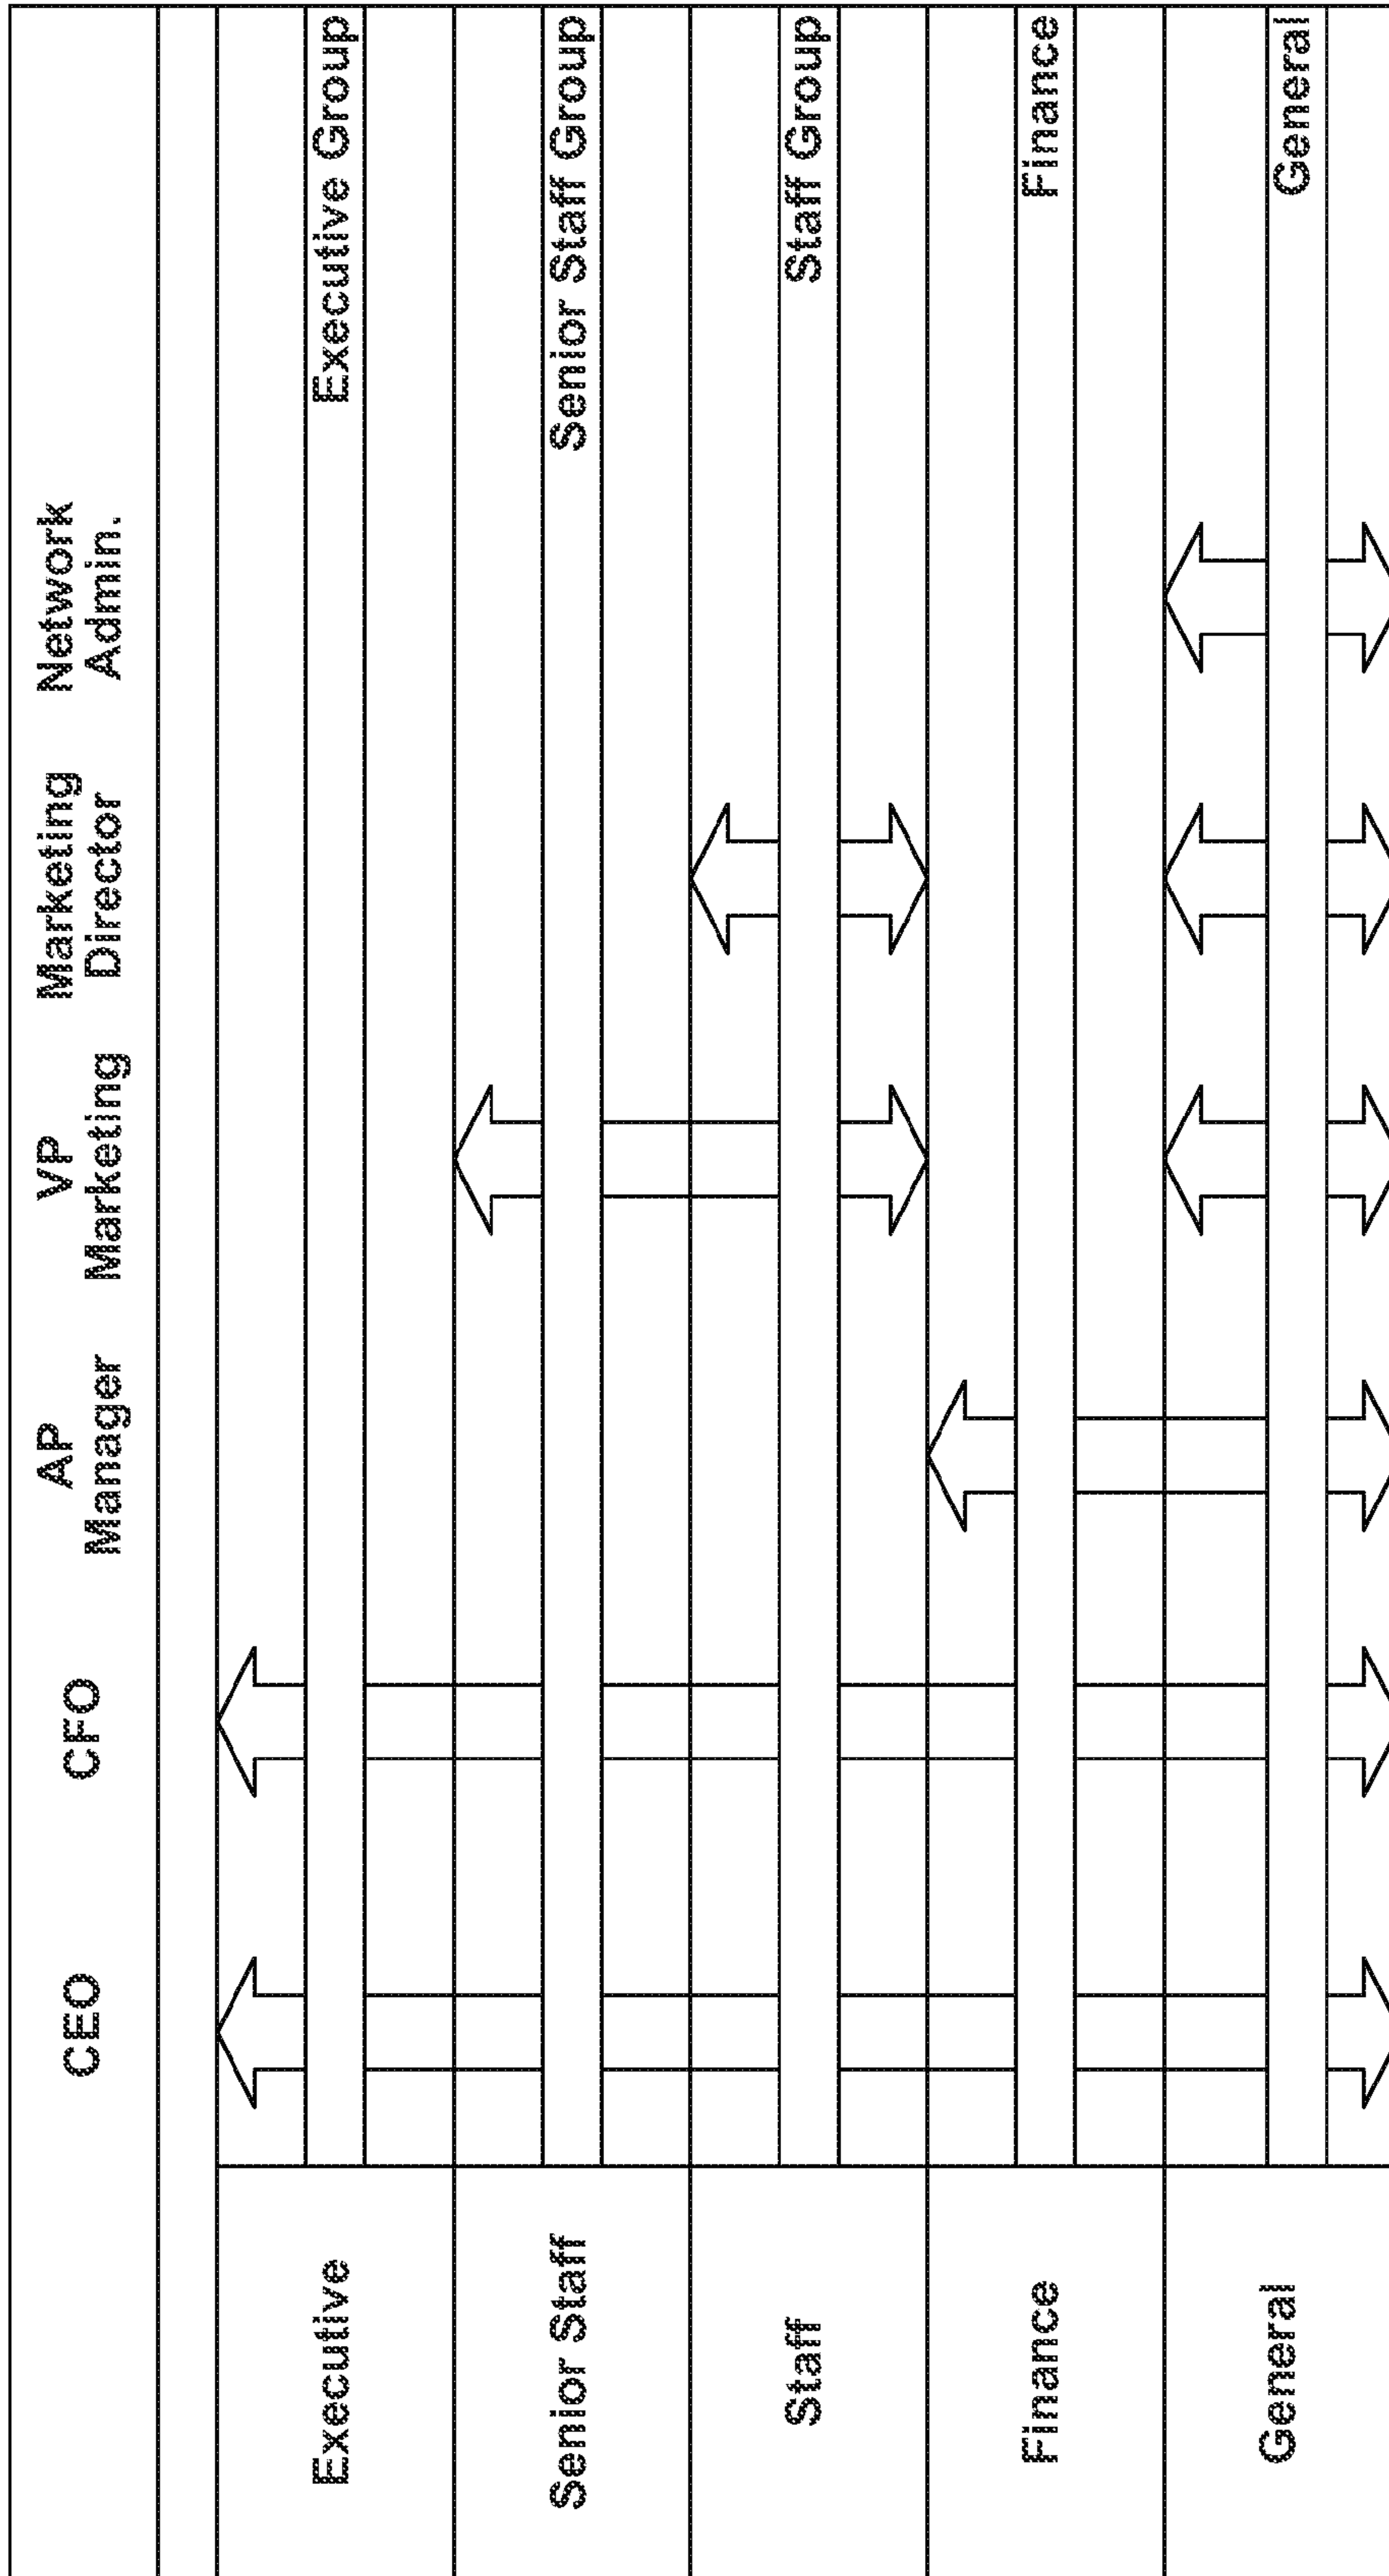 CEO
CFO
AP
Manager
VP
Marketing
Marketing
Director
Network
Admin.
Executive
Executive Group
Senior Staff
Senior Staff Group
Staff
Staff Group
Finance
Finance
General
General